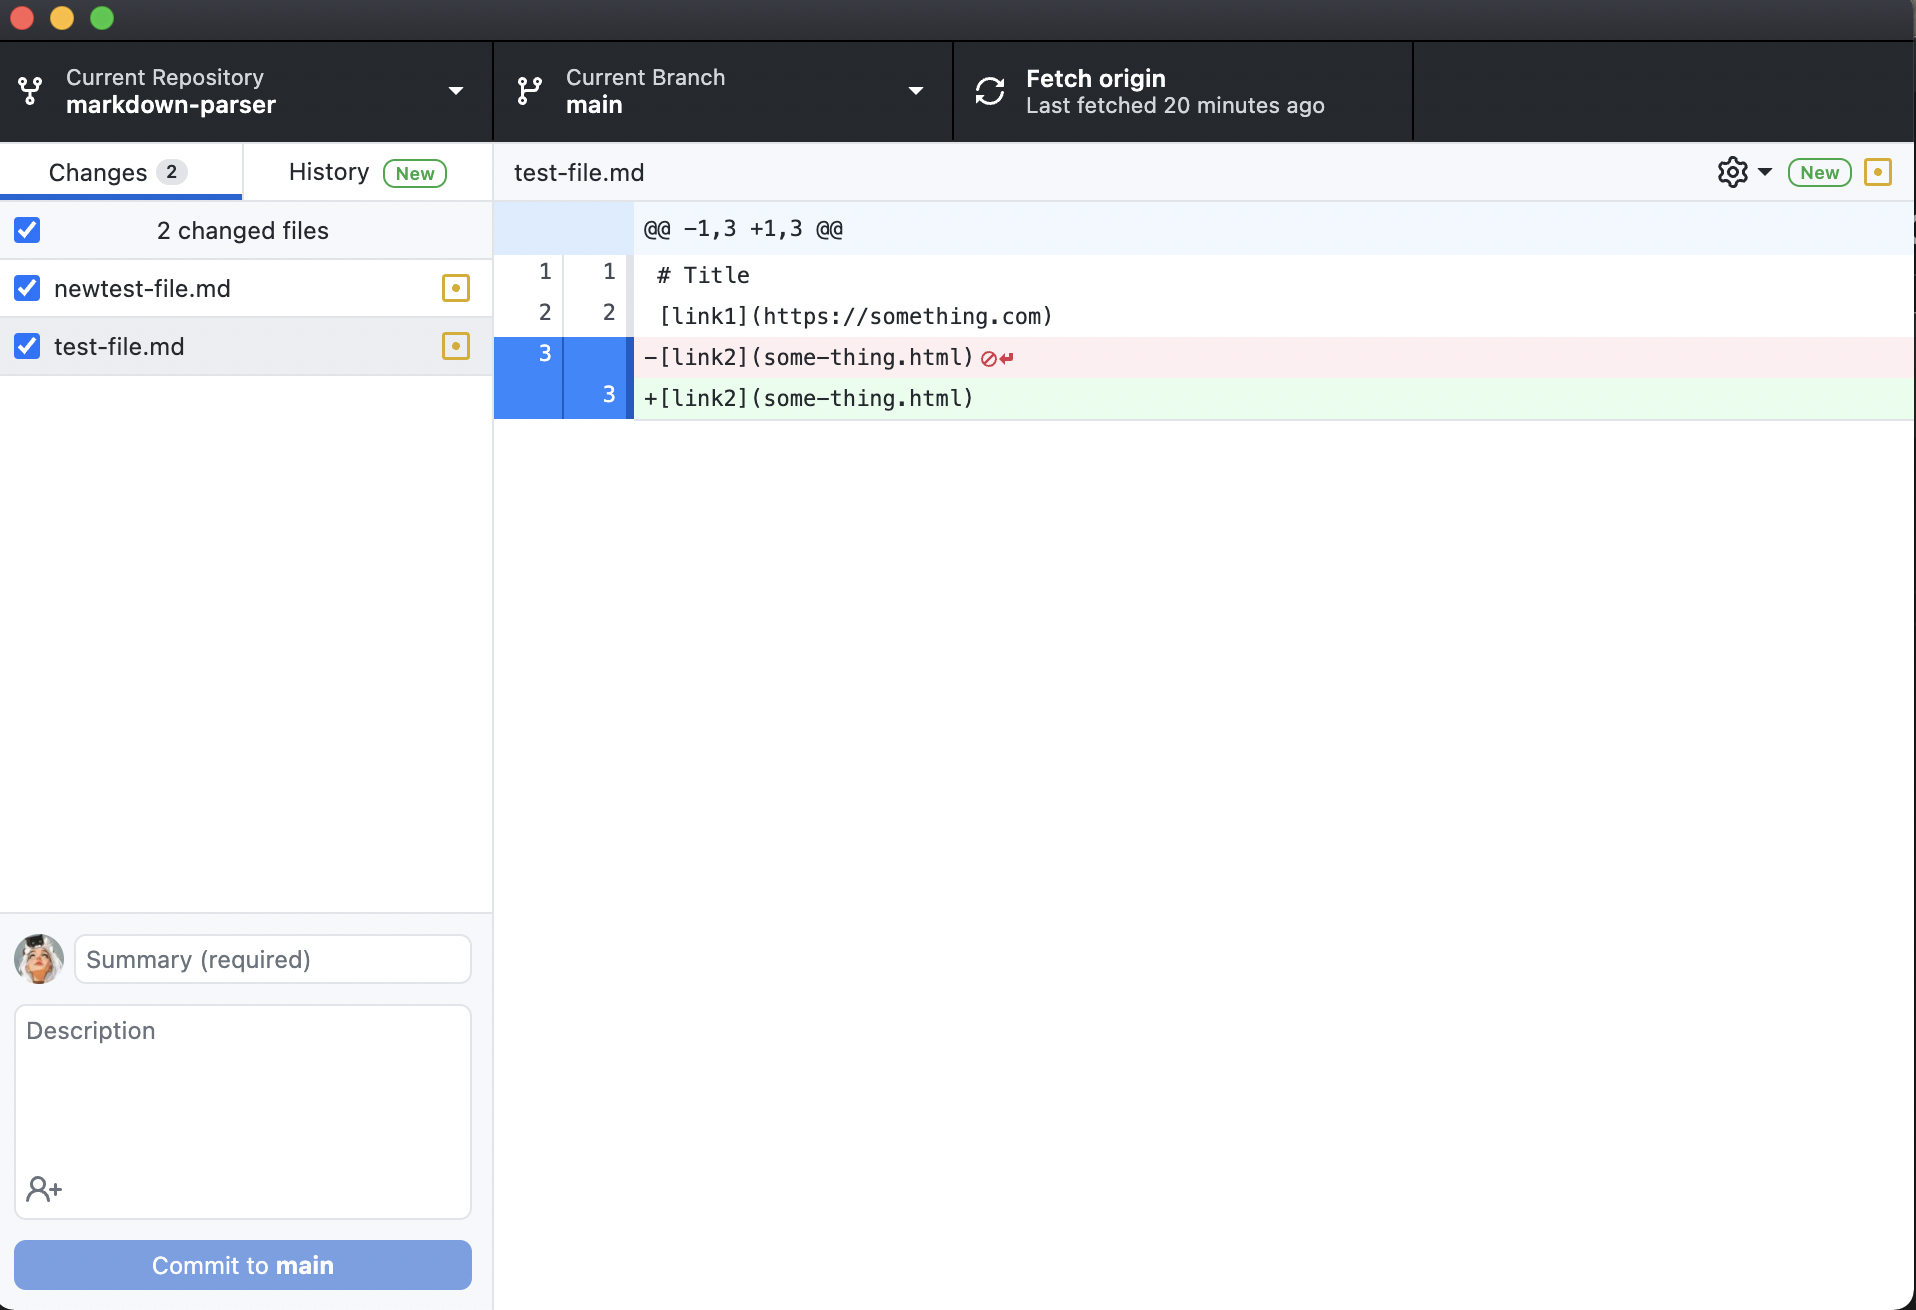 Current Repository
markdown-parser
Current Branch
main
Fetch origin
Last fetched 20 minutes ago
Changes 2
History New
test-file.md
New
2 changed files
newtest-file.md
test-file.md
@@ -1,3 +1,3 @@
1 1 # Title
2 2 [link1](https://something.com)
3 -[link2](some-thing.html)
3 +[link2](some-thing.html)
Summary (required)
Description
Commit to main